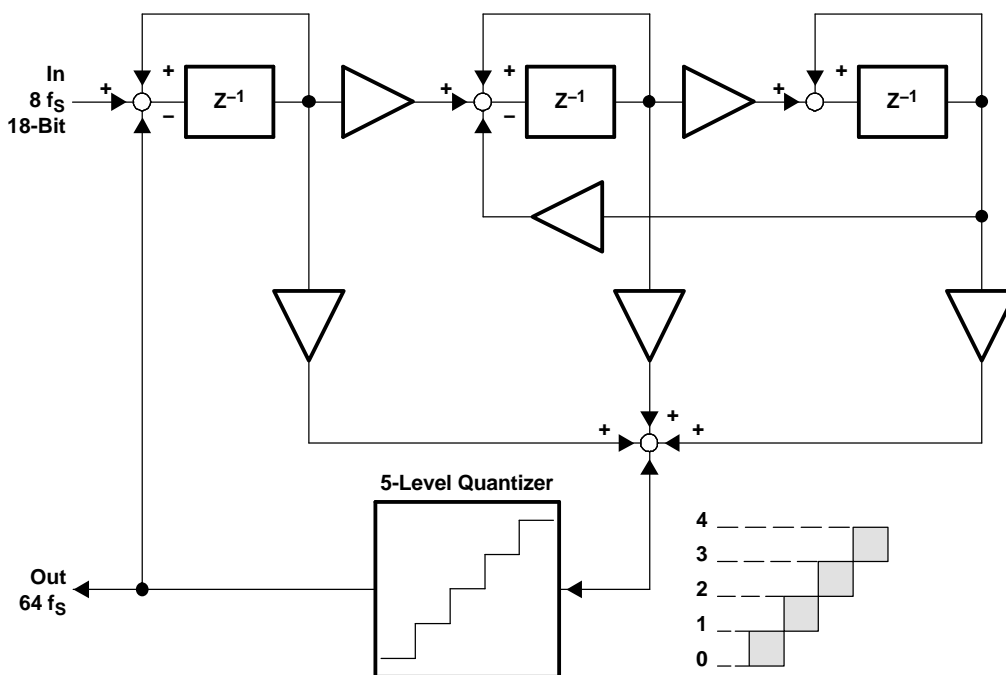 In
8 fS
18-Bit
+
+
−
Z−1
+
+
−
Z−1
+
+
Z−1
+
+
+
5-Level Quantizer
Out
64 fS
4
3
2
1
0